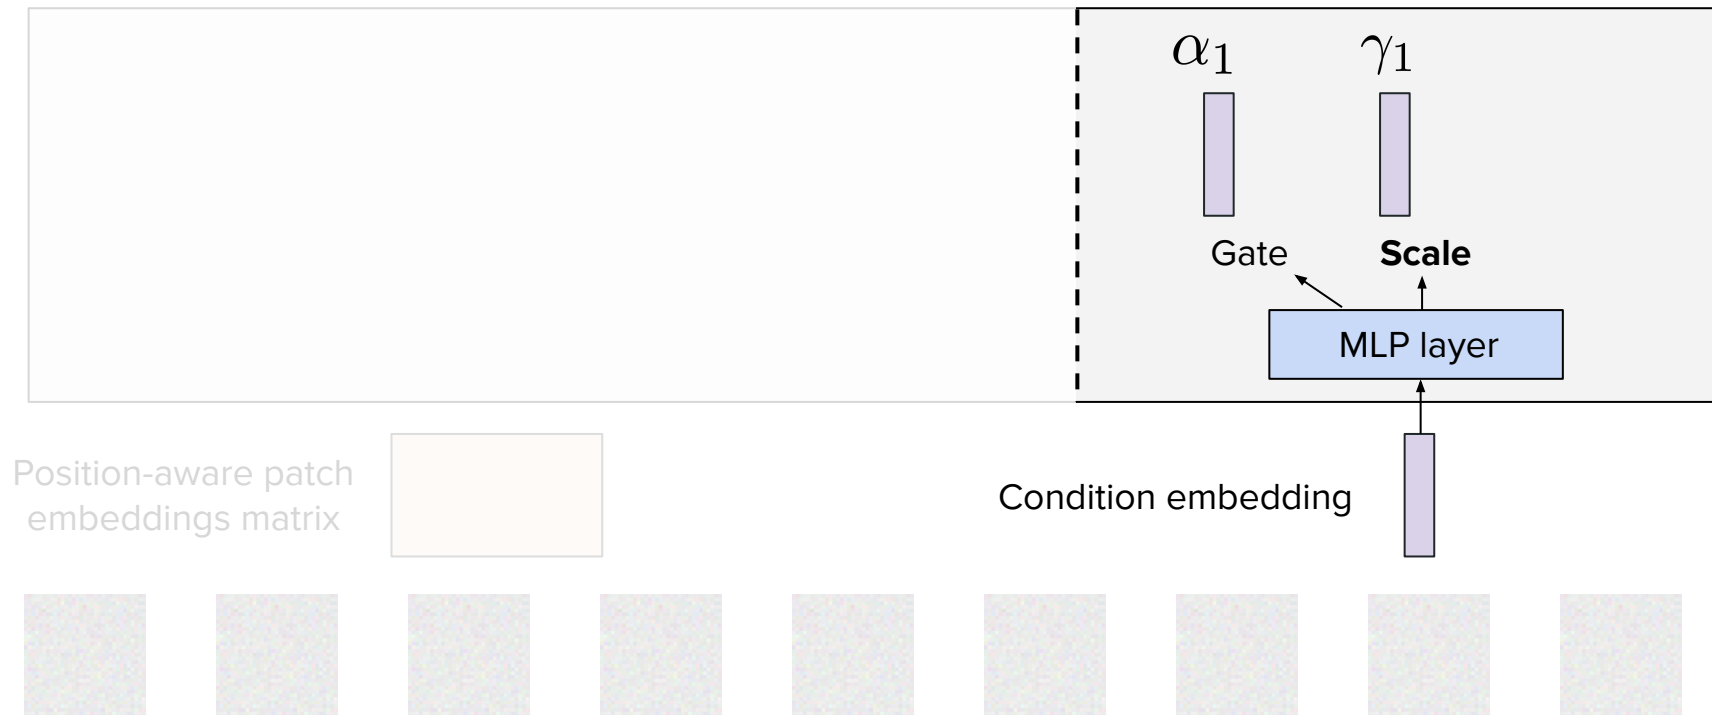 α₁ γ₁
Gate Scale
MLP layer
Position-aware patch
embeddings matrix
Condition embedding